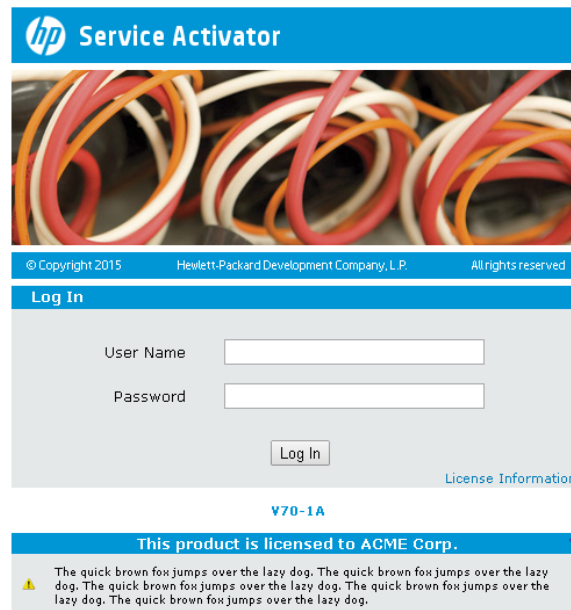 hp Service Activator
© Copyright 2015 Hewlett-Packard Development Company, L.P. All rights reserved
Log In
User Name
Password
Log In
License Information
V70-1A
This product is licensed to ACME Corp.
The quick brown fox jumps over the lazy dog. The quick brown fox jumps over the lazy
dog. The quick brown fox jumps over the lazy dog. The quick brown fox jumps over the
lazy dog. The quick brown fox jumps over the lazy dog.